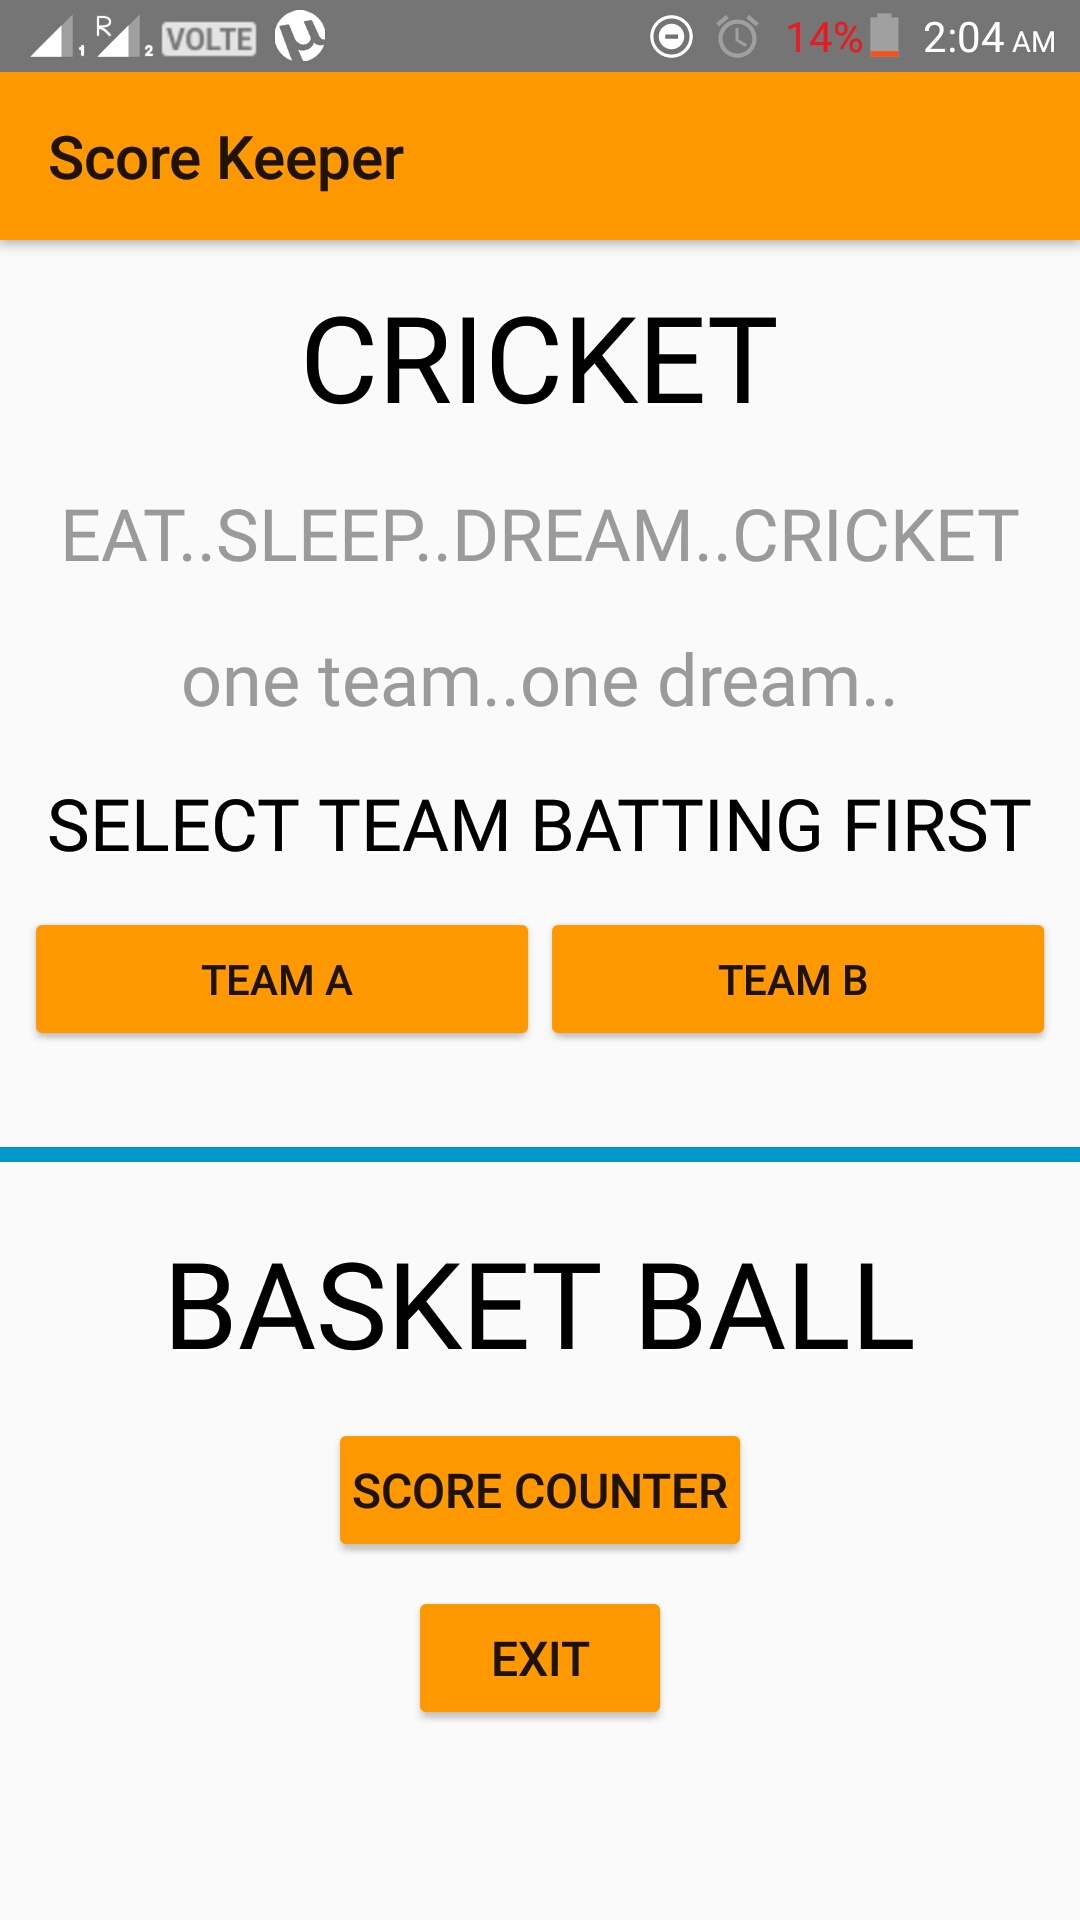 1 R 2 VOLTE 14% 2:04 AM
Score Keeper
CRICKET
EAT..SLEEP..DREAM..CRICKET
one team..one dream..
SELECT TEAM BATTING FIRST
TEAM A TEAM B
BASKET BALL
SCORE COUNTER
EXIT